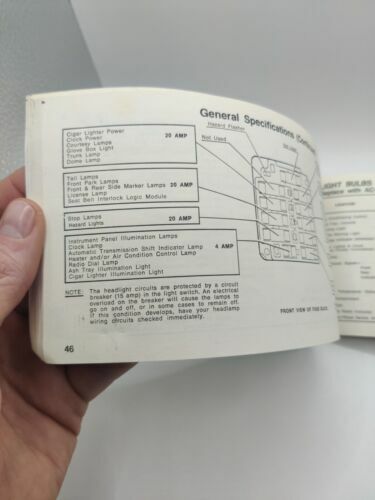 General Specifications
Hazard Flasher
Not Used
Cigar Lighter Power
Clock Power
Courtesy Lamps 20 AMP
Glove Box Light
Trunk Lamp
Dome Lamp
Tail Lamps
Front Park Lamps
Front & Rear Side Marker Lamps 20 AMP
License Lamp
Seat Belt Interlock Logic Module
Stop Lamps 20 AMP
Hazard Lights
Instrument Panel Illumination Lamps
Clock Lamp
Automatic Transmission Shift Indicator Lamp 4 AMP
Heater and/or Air Condition Control Lamp
Radio Dial Lamp
Ash Tray Illumination Light
Cigar Lighter Illumination Light
NOTE: The headlight circuits are protected by a circuit
breaker (15 amp) in the light switch. An electrical
overload on the breaker will cause the lamps to
go on and off, or in some cases to remain off.
If this condition develops, have your headlamp
wiring circuits checked immediately.
FRONT VIEW OF FUSE BLOCK
46
LIGHT BULBS